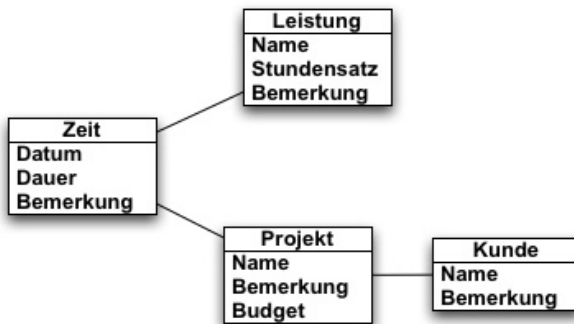 Leistung
Name
Stundensatz
Bemerkung
Zeit
Datum
Dauer
Bemerkung
Projekt
Name
Bemerkung
Budget
Kunde
Name
Bemerkung